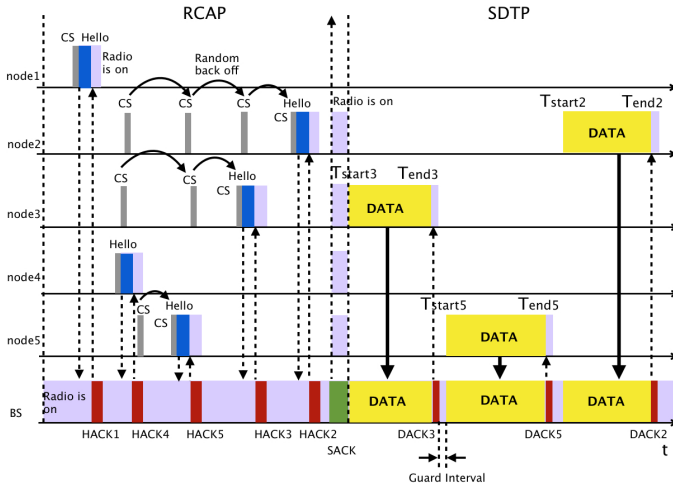 RCAP
SDTP
CS
Hello
Radio
is on
node1
Random
back off
CS
CS
CS
Hello
CS
Radio is on
Tstart2
Tend2
DATA
node2
CS
CS
Hello
CS
Tstart3
Tend3
DATA
node3
Hello
node4
CS
Hello
CS
Tstart5
Tend5
DATA
node5
Radio is
on
DATA
DATA
DATA
BS
HACK1
HACK4
HACK5
HACK3
HACK2
SACK
DACK3
DACK5
DACK2
t
Guard Interval